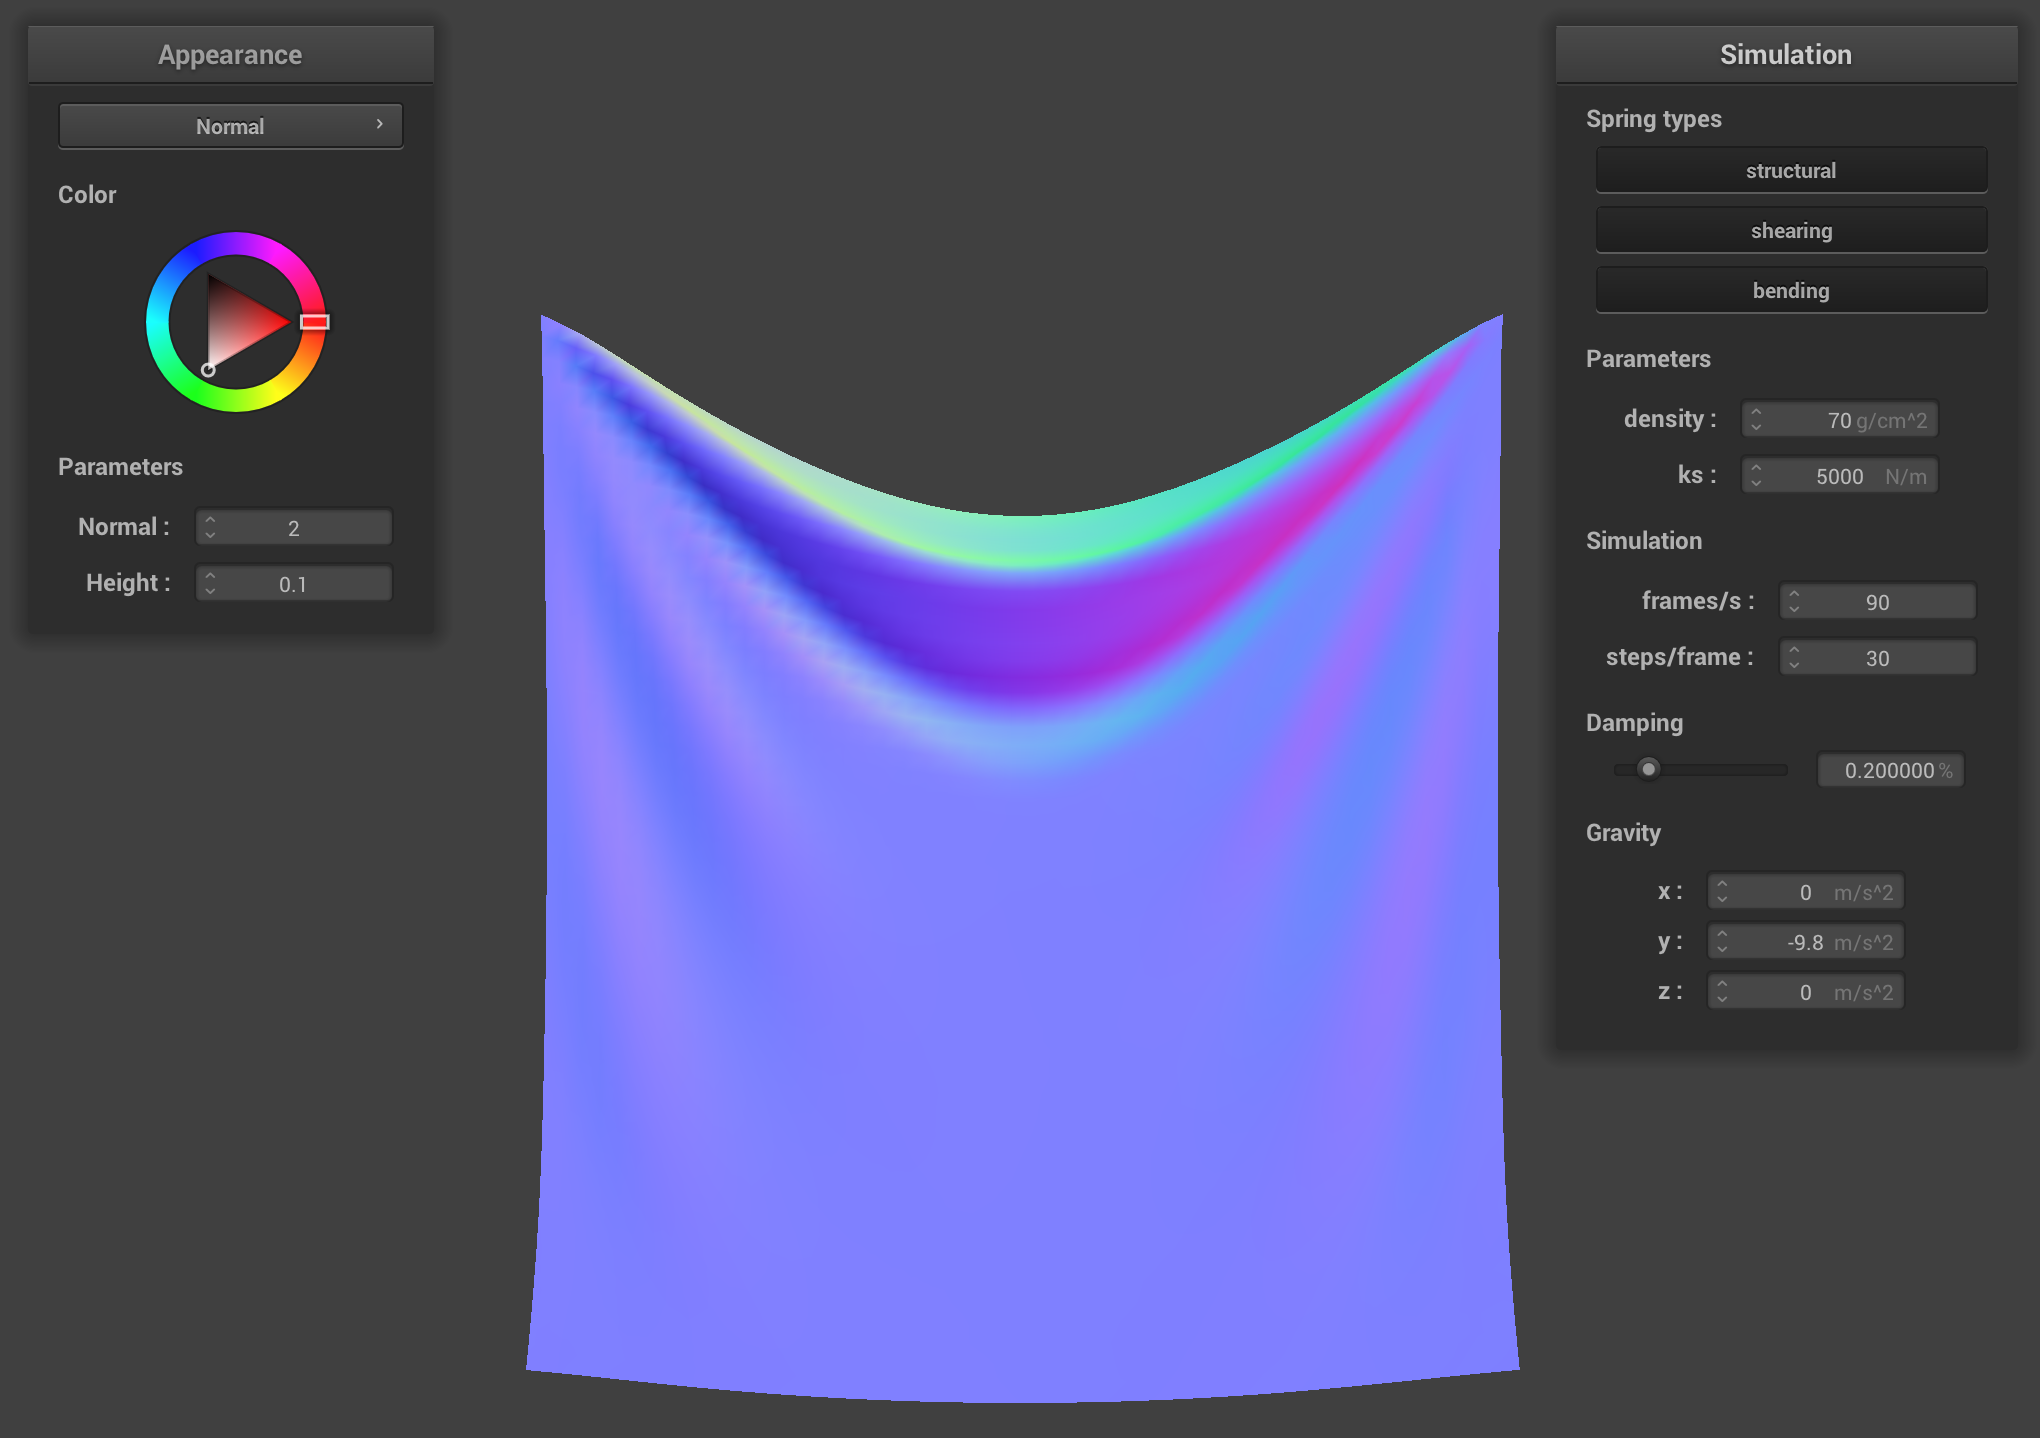 Appearance
Normal
Color
Parameters
Normal : 2
Height : 0.1
Simulation
Spring types
structural
shearing
bending
Parameters
density : 70 g/cm^2
ks : 5000 N/m
Simulation
frames/s : 90
steps/frame : 30
Damping
0.200000 %
Gravity
x : 0 m/s^2
y : -9.8 m/s^2
z : 0 m/s^2